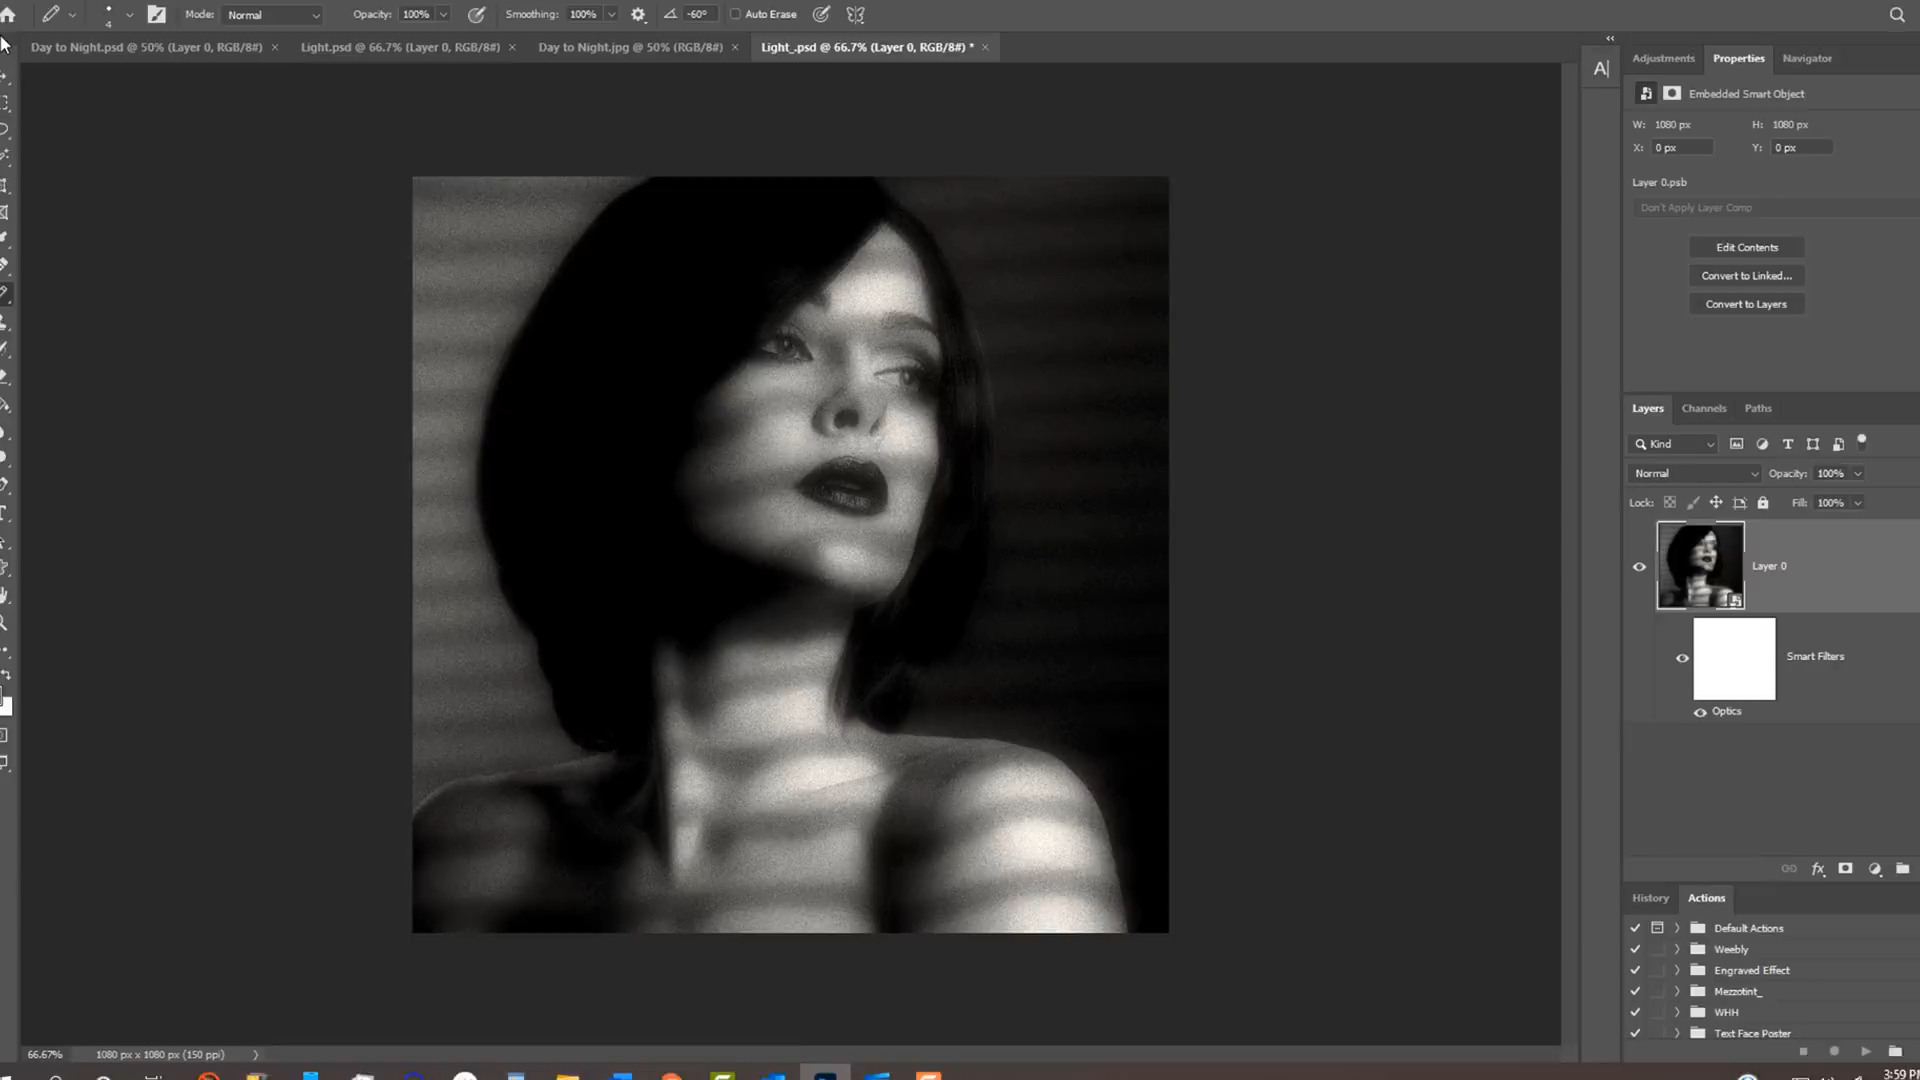 4 Mode: Normal Opacity: 100% Smoothing: 100% -60° Auto Erase
Day to Night.psd @ 50% (Layer 0, RGB/8#) × Light.psd @ 66.7% (Layer 0, RGB/8#) × Day to Night.jpg @ 50% (RGB/8#) × Light_.psd @ 66.7% (Layer 0, RGB/8#) * ×
A|
Adjustments Properties Navigator
Embedded Smart Object
W: 1080 px H: 1080 px
X: 0 px Y: 0 px
Layer 0.psb
Don't Apply Layer Comp
Edit Contents
Convert to Linked...
Convert to Layers
Layers Channels Paths
Kind
Normal Opacity: 100%
Lock: Fill: 100%
Layer 0
Smart Filters
Optics
fx
History Actions
Default Actions
Weebly
Engraved Effect
Mezzotint_
WHH
Text Face Poster
66.67% 1080 px x 1080 px (150 ppi)
3:59 PM